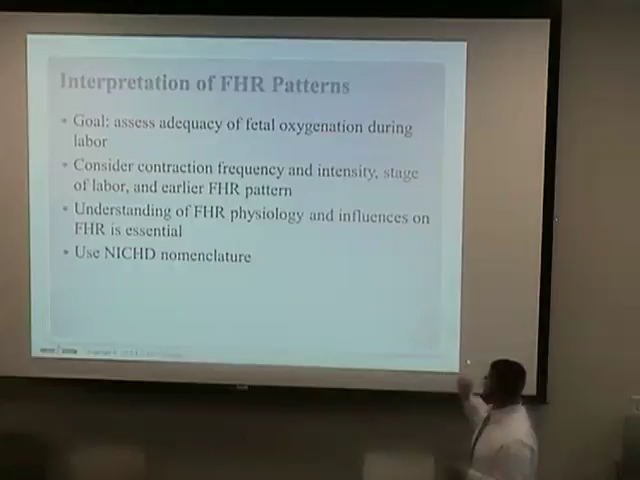 Interpretation of FHR Patterns
• Goal: assess adequacy of fetal oxygenation during
labor
• Consider contraction frequency and intensity, stage
of labor, and earlier FHR pattern
• Understanding of FHR physiology and influences on
FHR is essential
• Use NICHD nomenclature